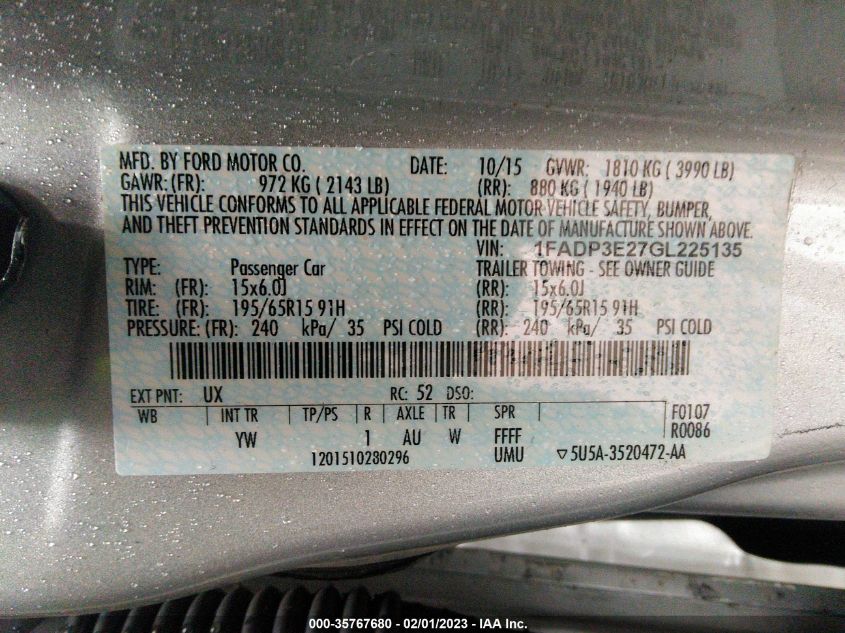 MFD. BY FORD MOTOR CO. DATE: 10/15 GVWR: 1810 KG ( 3990 LB)
GAWR: (FR): 972 KG ( 2143 LB) (RR): 880 KG ( 1940 LB)
THIS VEHICLE CONFORMS TO ALL APPLICABLE FEDERAL MOTOR VEHICLE SAFETY, BUMPER,
AND THEFT PREVENTION STANDARDS IN EFFECT ON THE DATE OF MANUFACTURE SHOWN ABOVE.
VIN: 1FADP3E27GL225135
TYPE: Passenger Car TRAILER TOWING - SEE OWNER GUIDE
RIM: (FR): 15x6.0J (RR): 15x6.0J
TIRE: (FR): 195/65R15 91H (RR): 195/65R15 91H
PRESSURE: (FR): 240 kPa/ 35 PSI COLD (RR): 240 kPa/ 35 PSI COLD
EXT PNT: UX RC: 52 DSO:
WB INT TR TP/PS R AXLE TR SPR F0107
YW 1 AU W FFFF R0086
1201510280296 UMU ▽5U5A-3520472-AA
000-35767680 - 02/01/2023 - IAA Inc.